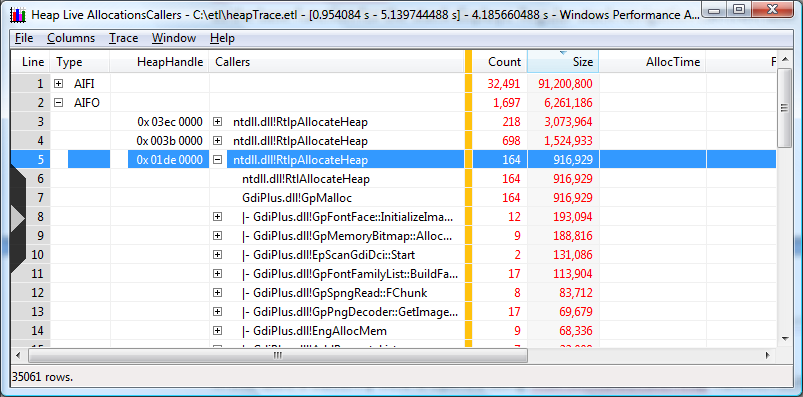 Heap Live AllocationsCallers - C:\etl\heapTrace.etl - [0.954084 s - 5.139744488 s] - 4.185660488 s - Windows Performance A...
File Columns Trace Window Help
Line Type HeapHandle Callers Count Size AllocTime F
1 AIFI 32,491 91,200,800
2 AIFO 1,697 6,261,186
3 0x 03ec 0000 ntdll.dll!RtlpAllocateHeap 218 3,073,964
4 0x 003b 0000 ntdll.dll!RtlpAllocateHeap 698 1,524,933
5 0x 01de 0000 ntdll.dll!RtlpAllocateHeap 164 916,929
6 ntdll.dll!RtlAllocateHeap 164 916,929
7 GdiPlus.dll!GpMalloc 164 916,929
8 |- GdiPlus.dll!GpFontFace::InitializeIma... 12 193,094
9 |- GdiPlus.dll!GpMemoryBitmap::Alloc... 9 188,816
10 |- GdiPlus.dll!EpScanGdiDci::Start 2 131,086
11 |- GdiPlus.dll!GpFontFamilyList::BuildFa... 17 113,904
12 |- GdiPlus.dll!GpSpngRead::FChunk 8 83,712
13 |- GdiPlus.dll!GpPngDecoder::GetImage... 17 69,679
14 |- GdiPlus.dll!EngAllocMem 9 68,336
35061 rows.